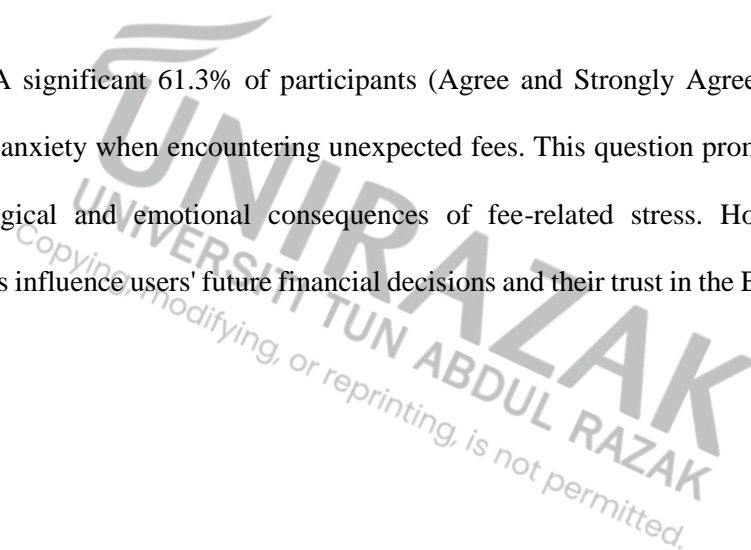 A significant 61.3% of participants (Agree and Strongly Agree
anxiety when encountering unexpected fees. This question pron
gical and emotional consequences of fee-related stress. Ho
s influence users' future financial decisions and their trust in the B
UNIRAZAK
UNIVERSITI TUN ABDUL RAZAK
Copying, modifying, or reprinting, is not permitted.